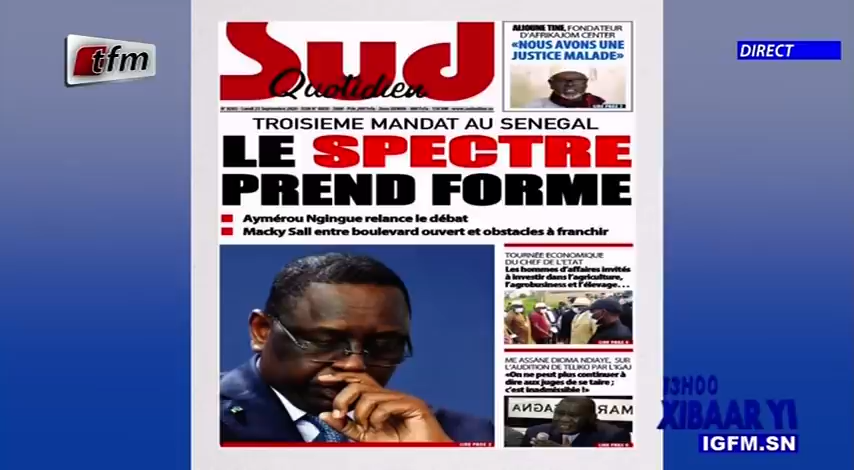 tfm
DIRECT
Sud
Quotidien
ALIOUNE TINE, FONDATEUR
D'AFRIKAJOM CENTER
«NOUS AVONS UNE
JUSTICE MALADE»
LIRE PAGE 3
TROISIEME MANDAT AU SENEGAL
LE SPECTRE
PREND FORME
Aymérou Ngingue relance le débat
Macky Sall entre boulevard ouvert et obstacles à franchir
TOURNÉE ECONOMIQUE
DU CHEF DE L'ETAT
Les hommes d'affaires invités
à investir dans l'agriculture,
l'agrobusiness et l'élevage...
ME ASSANE DIOMA NDIAYE, SUR
L'AUDITION DE TELIKO PAR L'IGAJ
«On ne peut plus continuer à
dire aux juges de se taire ;
c'est inadmissible !»
13H00
XIBAAR YI
IGFM.SN